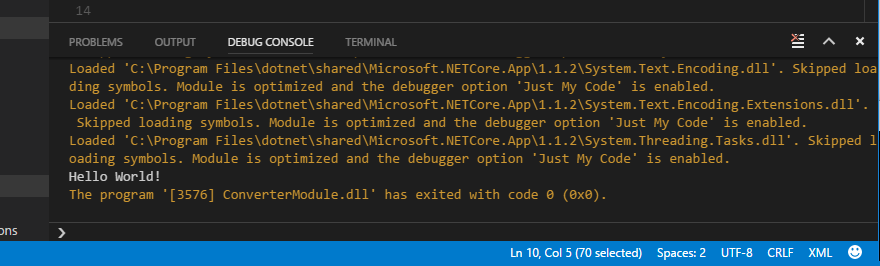 14
PROBLEMS OUTPUT DEBUG CONSOLE TERMINAL
Loaded 'C:\Program Files\dotnet\shared\Microsoft.NETCore.App\1.1.2\System.Text.Encoding.dll'. Skipped loa
ding symbols. Module is optimized and the debugger option 'Just My Code' is enabled.
Loaded 'C:\Program Files\dotnet\shared\Microsoft.NETCore.App\1.1.2\System.Text.Encoding.Extensions.dll'.
Skipped loading symbols. Module is optimized and the debugger option 'Just My Code' is enabled.
Loaded 'C:\Program Files\dotnet\shared\Microsoft.NETCore.App\1.1.2\System.Threading.Tasks.dll'. Skipped l
oading symbols. Module is optimized and the debugger option 'Just My Code' is enabled.
Hello World!
The program '[3576] ConverterModule.dll' has exited with code 0 (0x0).
ons
❯
Ln 10, Col 5 (70 selected) Spaces: 2 UTF-8 CRLF XML